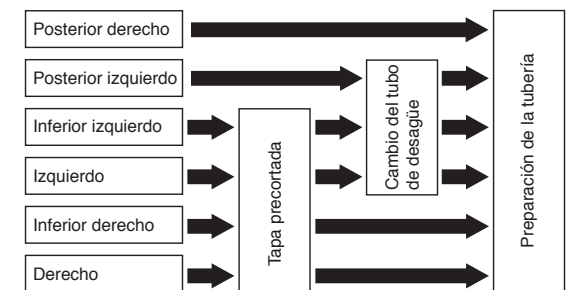 Posterior derecho
Posterior izquierdo
Inferior izquierdo
Izquierdo
Inferior derecho
Derecho
Tapa precortada
Cambio del tubo
de desagüe
Preparación de la tubería